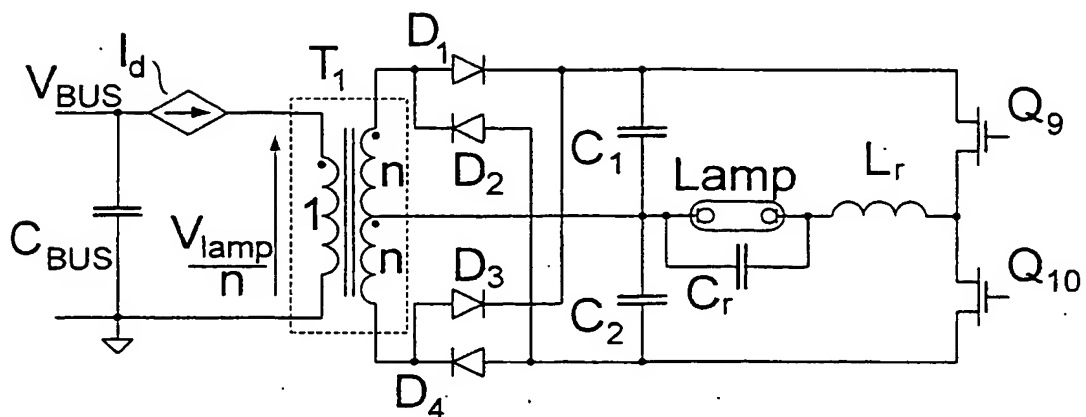 I_d
T_1
D_1
V_BUS
Q_9
D_2
C_1
L_r
n
Lamp
1
V_lamp
n
C_BUS
n
D_3
C_r
Q_10
C_2
D_4